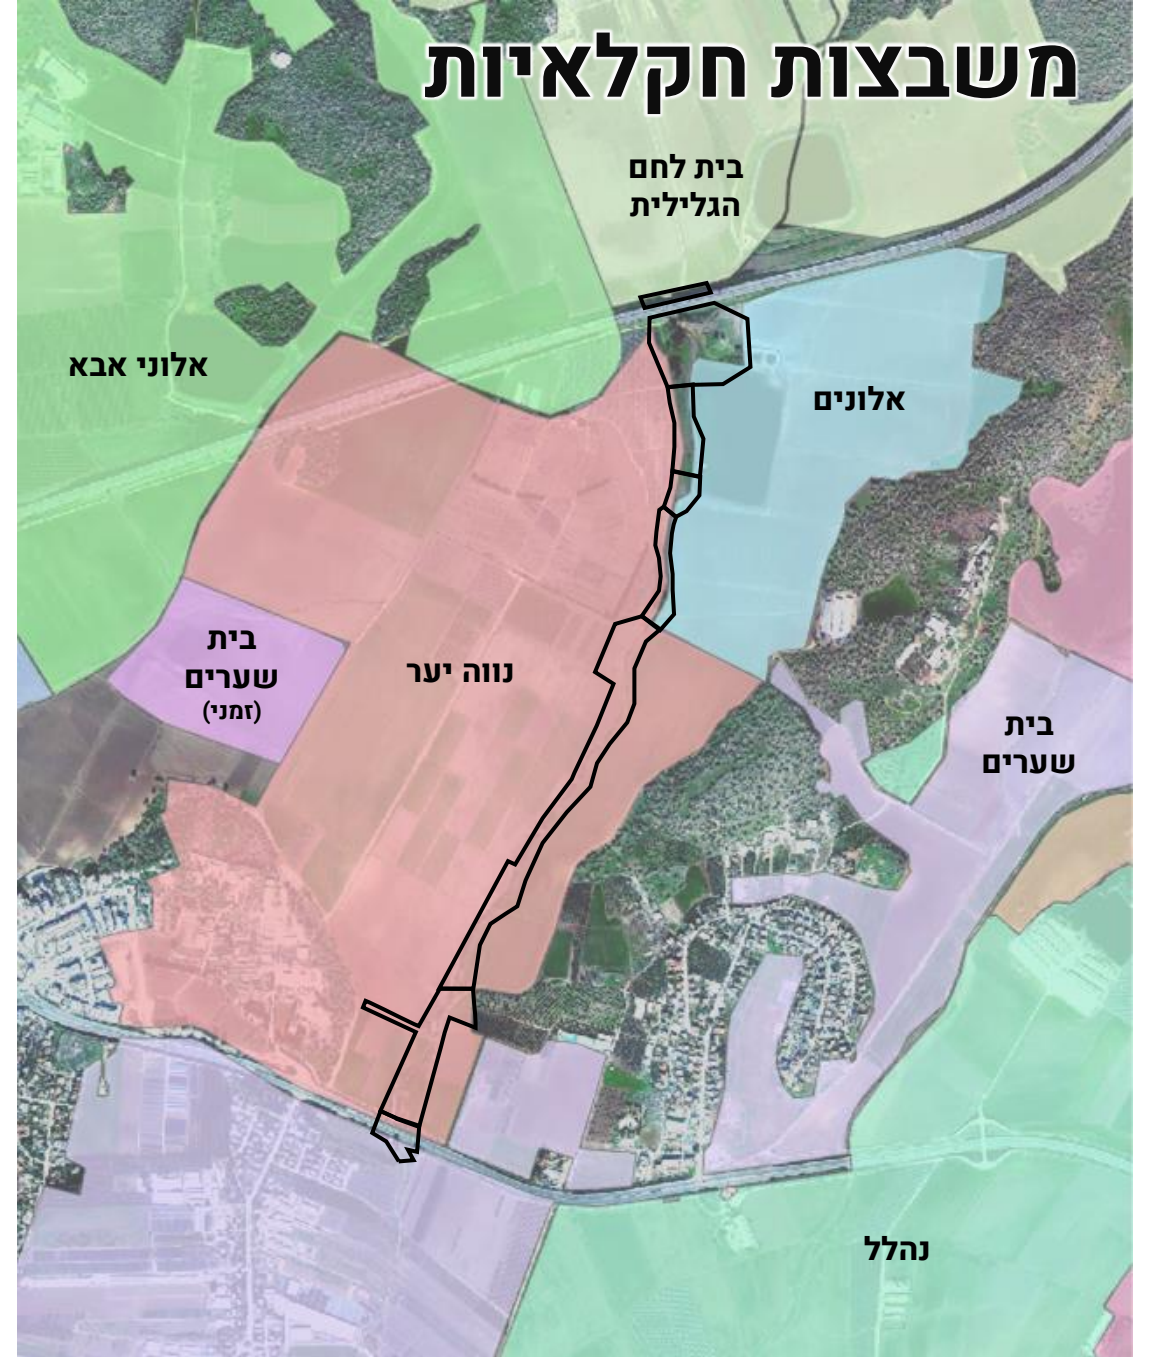 משבצות חקלאיות
בית לחם
הגלילית
אלוני אבא
אלונים
בית
שערים
(זמני)
נווה יער
בית
שערים
נהלל